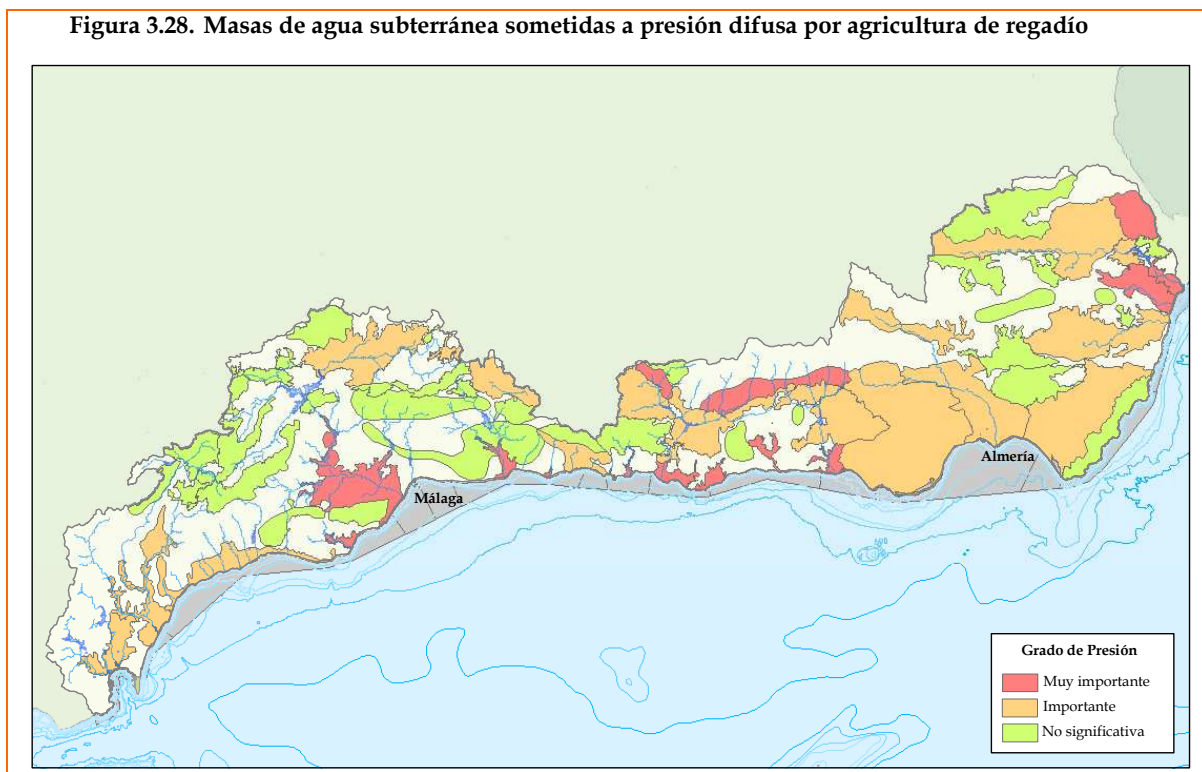 Figura 3.28. Masas de agua subterránea sometidas a presión difusa por agricultura de regadío
Almería
Málaga
Grado de Presión
Muy importante
Importante
No significativa